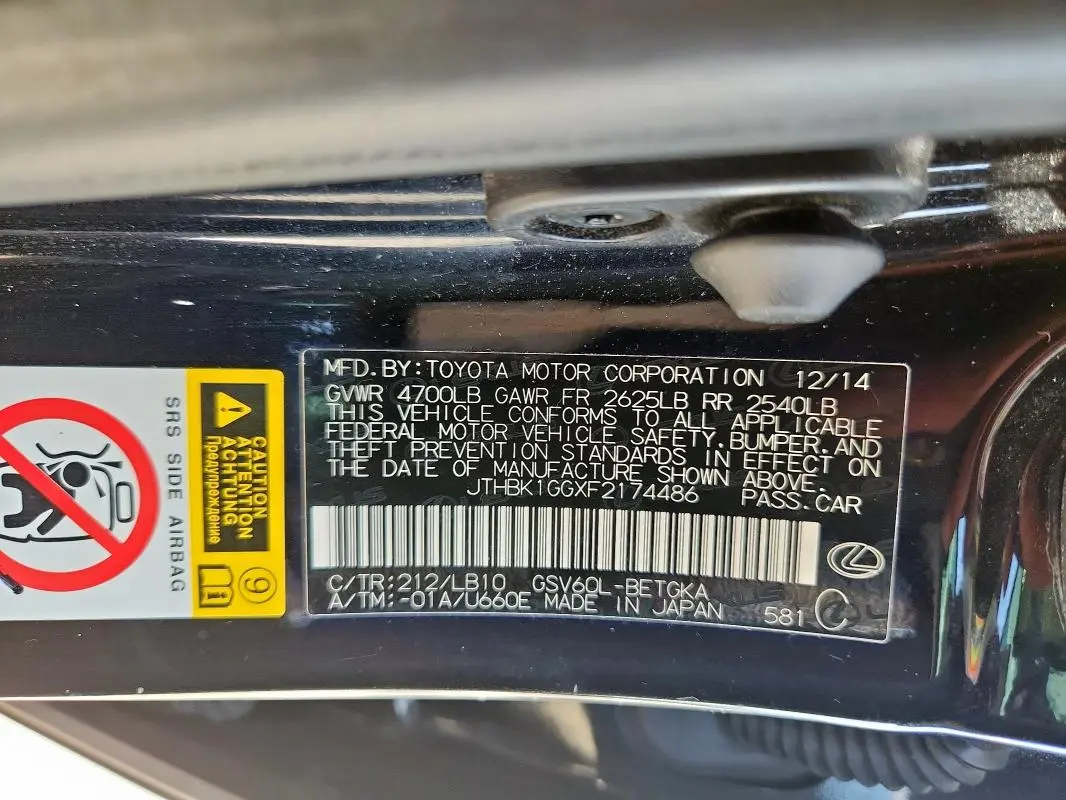 MFD.BY:TOYOTA MOTOR CORPORATION 12/14
GVWR 4700LB GAWR FR 2625LB RR 2540LB
THIS VEHICLE CONFORMS TO ALL APPLICABLE
FEDERAL MOTOR VEHICLE SAFETY,BUMPER,AND
THEFT PREVENTION STANDARDS IN EFFECT ON
THE DATE OF MANUFACTURE SHOWN ABOVE.
JTHBK1GGXF2174486 PASS.CAR
C/TR:212/LB10 GSV60L-BETGKA
A/TM:-01A/U660E MADE IN JAPAN 581 C
CAUTION
ATTENTION
ACHTUNG
Предупреждение
9
SRS SIDE AIRBAG